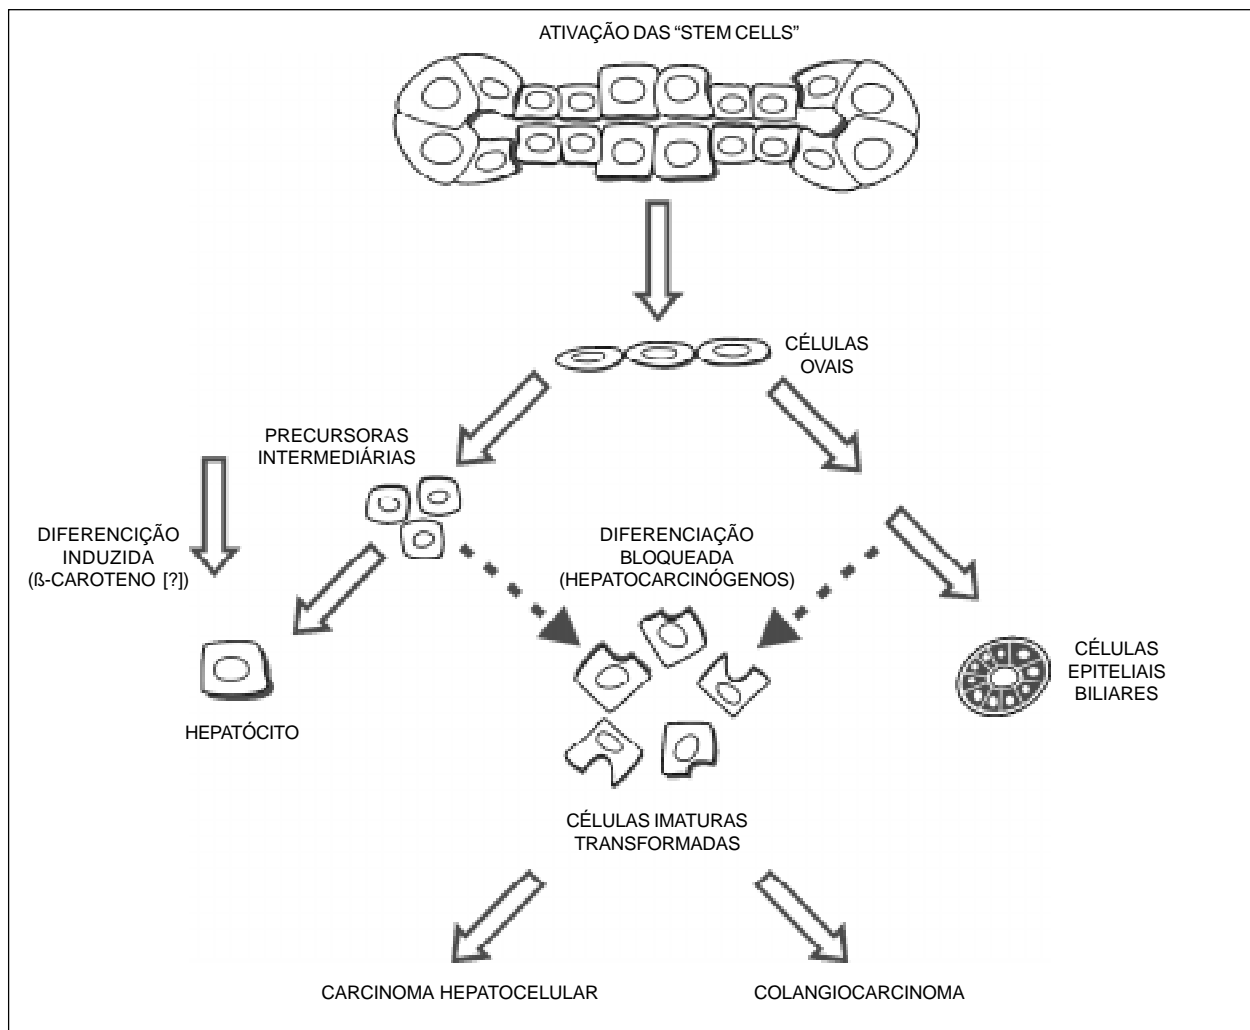 ATIVAÇÃO DAS “STEM CELLS”
CÉLULAS
OVAIS
PRECURSORAS
INTERMEDIÁRIAS
DIFERENCIÇÃO
INDUZIDA
(ß-CAROTENO [?])
DIFERENCIAÇÃO
BLOQUEADA
(HEPATOCARCINÓGENOS)
HEPATÓCITO
CÉLULAS
EPITELIAIS
BILIARES
CÉLULAS IMATURAS
TRANSFORMADAS
CARCINOMA HEPATOCELULAR
COLANGIOCARCINOMA